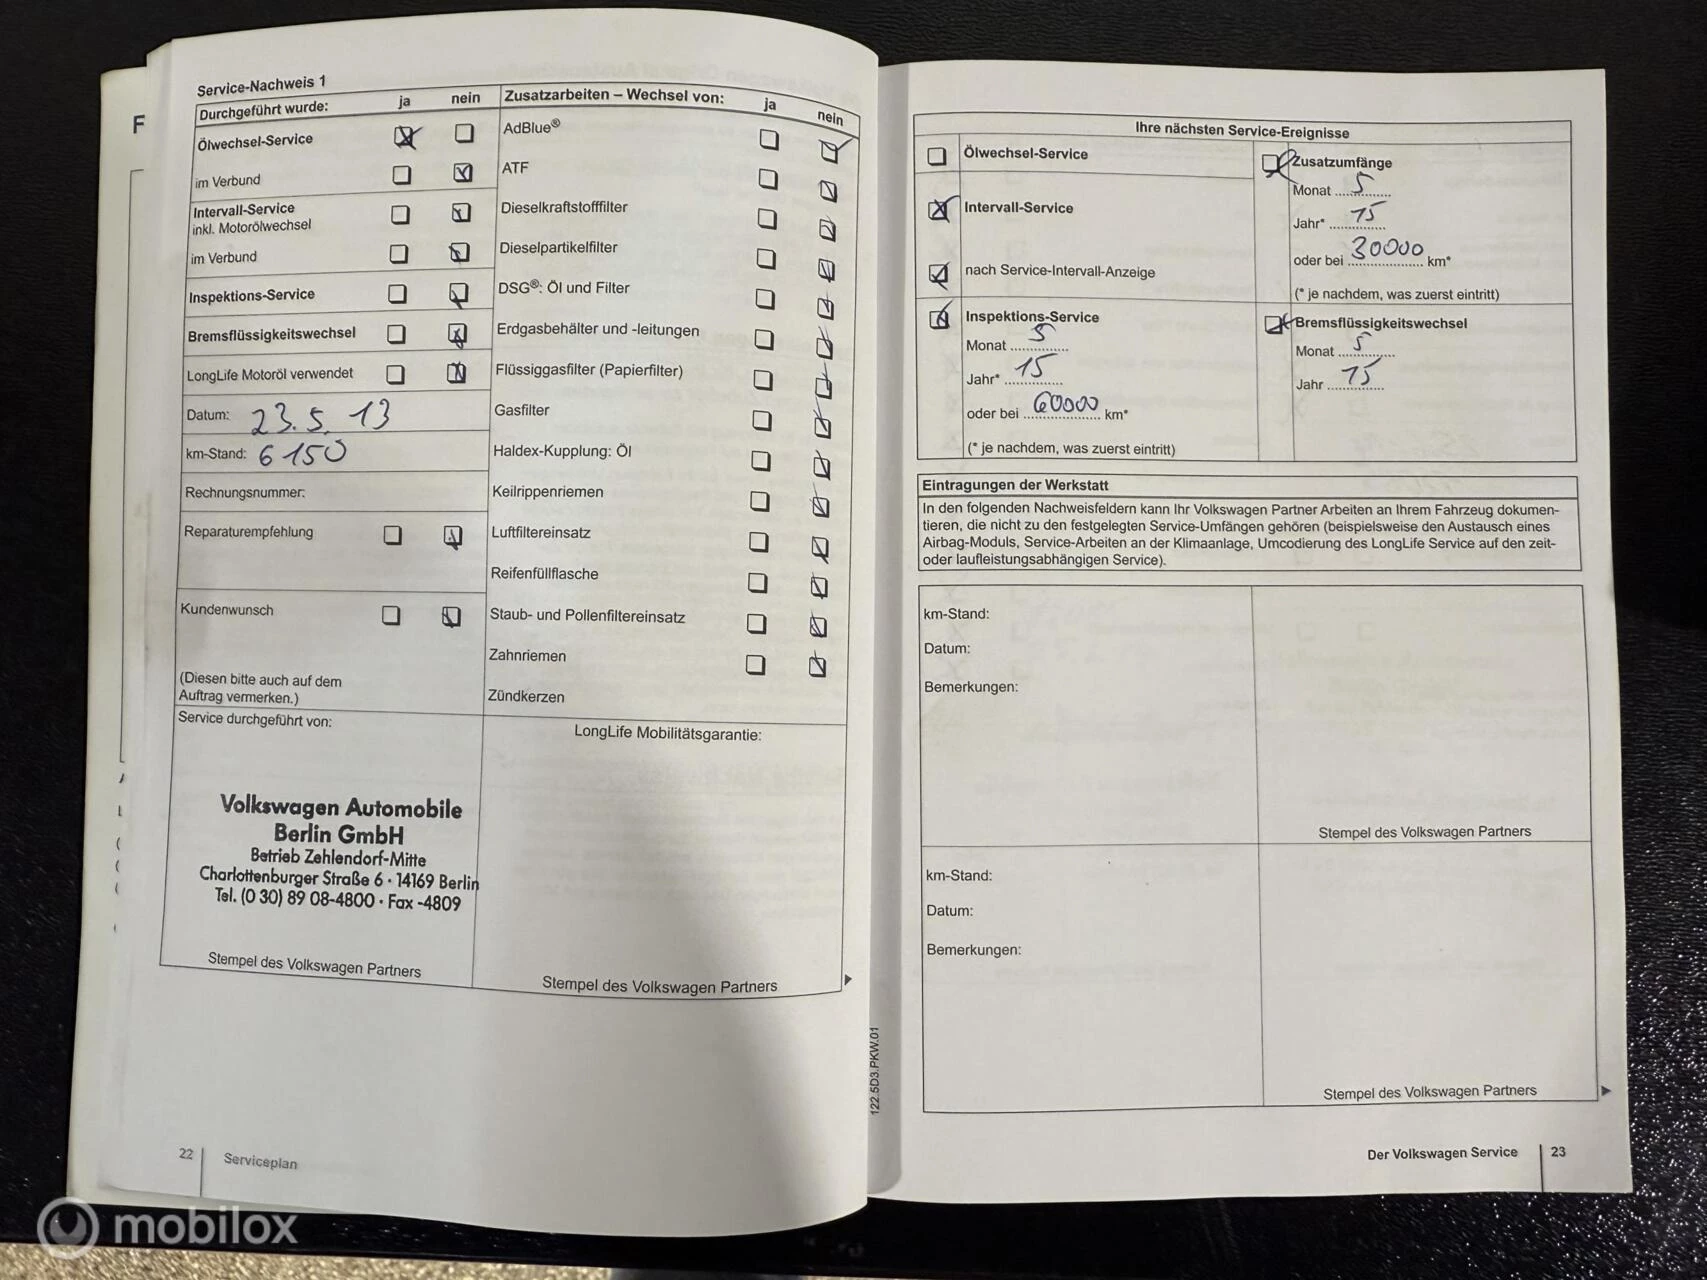 Service-Nachweis 1
Durchgeführt wurde: ja nein
Ölwechsel-Service
im Verbund
Intervall-Service
inkl. Motorölwechsel
im Verbund
Inspektions-Service
Bremsflüssigkeitswechsel
LongLife Motoröl verwendet
Datum: 23.5.13
km-Stand: 6150
Rechnungsnummer:
Reparaturempfehlung
Kundenwunsch
(Diesen bitte auch auf dem
Auftrag vermerken.)
Service durchgeführt von:
Volkswagen Automobile
Berlin GmbH
Betrieb Zehlendorf-Mitte
Charlottenburger Straße 6 · 14169 Berlin
Tel. (0 30) 89 08-4800 · Fax -4809
Stempel des Volkswagen Partners
Zusatzarbeiten – Wechsel von: ja nein
AdBlue®
ATF
Dieselkraftstofffilter
Dieselpartikelfilter
DSG®: Öl und Filter
Erdgasbehälter und -leitungen
Flüssiggasfilter (Papierfilter)
Gasfilter
Haldex-Kupplung: Öl
Keilrippenriemen
Luftfiltereinsatz
Reifenfüllflasche
Staub- und Pollenfiltereinsatz
Zahnriemen
Zündkerzen
LongLife Mobilitätsgarantie:
Stempel des Volkswagen Partners
22 Serviceplan
F
122.5D3.PKW.01
Ihre nächsten Service-Ereignisse
Ölwechsel-Service
Intervall-Service
nach Service-Intervall-Anzeige
Inspektions-Service
Monat 5
Jahr* 15
oder bei 60000 km*
(* je nachdem, was zuerst eintritt)
Zusatzumfänge
Monat 5
Jahr* 15
oder bei 30000 km*
(* je nachdem, was zuerst eintritt)
Bremsflüssigkeitswechsel
Monat 5
Jahr 15
Eintragungen der Werkstatt
In den folgenden Nachweisfeldern kann Ihr Volkswagen Partner Arbeiten an Ihrem Fahrzeug dokumen-
tieren, die nicht zu den festgelegten Service-Umfängen gehören (beispielsweise den Austausch eines
Airbag-Moduls, Service-Arbeiten an der Klimaanlage, Umcodierung des LongLife Service auf den zeit-
oder laufleistungsabhängigen Service).
km-Stand:
Datum:
Bemerkungen:
Stempel des Volkswagen Partners
km-Stand:
Datum:
Bemerkungen:
Stempel des Volkswagen Partners
Der Volkswagen Service 23
mobilox